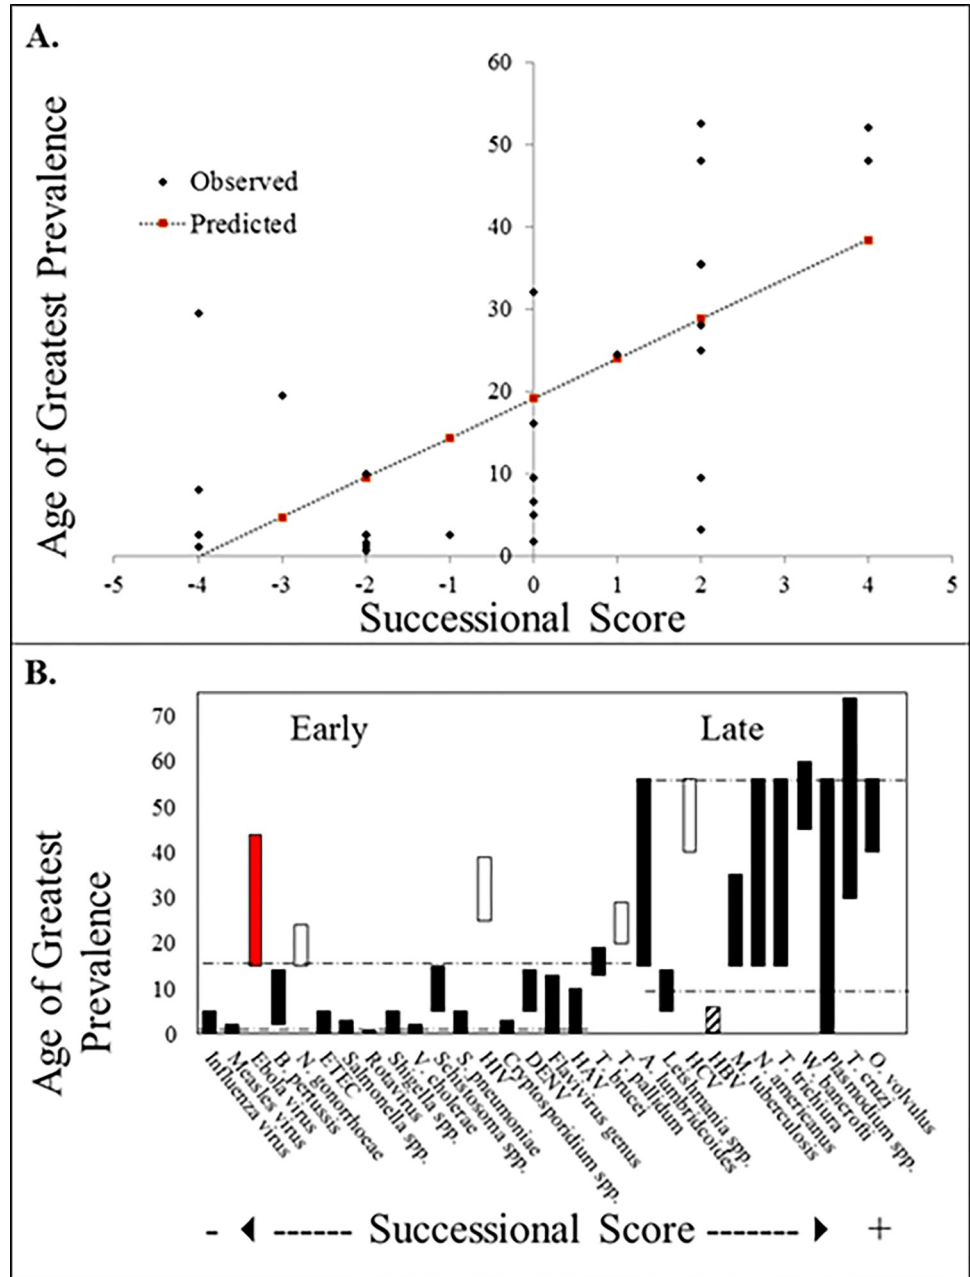 A.
Age of Greatest Prevalence
60
50
40
30
20
10
0
Observed
Predicted
-5 -4 -3 -2 -1 0 1 2 3 4 5
Successional Score
B.
Age of Greatest
Prevalence
Early
Late
70
60
50
40
30
20
10
0
Influenza virus
Measles virus
Ebola virus
B. pertussis
N. gonorrhoeae
ETEC
Salmonella spp.
Rotavirus
Shigella spp.
V. cholerae
Schistosoma spp.
S. pneumoniae
HIV
Cryptosporidium spp.
DENV
Flavivirus genus
HAV
T. brucei
T. pallidum
A. lumbridcoides
Leishmania spp.
HCV
HBV
M. tuberculosis
N. americanus
T. trichiura
W. bancrofti
Plasmodum spp.
T. cruzi
O. volvulus
- ◀ ------- Successional Score ------- ▶ +